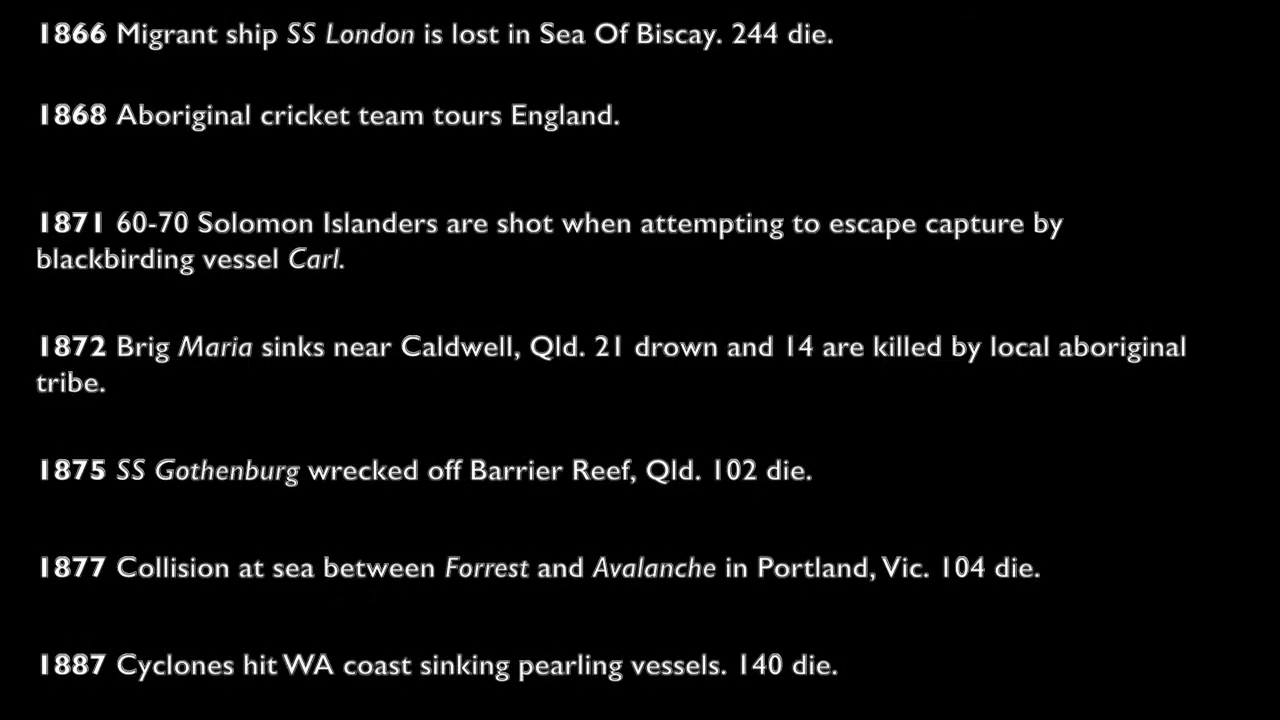 1866 Migrant ship SS London is lost in Sea Of Biscay. 244 die.
1868 Aboriginal cricket team tours England.
1871 60-70 Solomon Islanders are shot when attempting to escape capture by
blackbirding vessel Carl.
1872 Brig Maria sinks near Caldwell, Qld. 21 drown and 14 are killed by local aboriginal
tribe.
1875 SS Gothenburg wrecked off Barrier Reef, Qld. 102 die.
1877 Collision at sea between Forrest and Avalanche in Portland, Vic. 104 die.
1887 Cyclones hit WA coast sinking pearling vessels. 140 die.